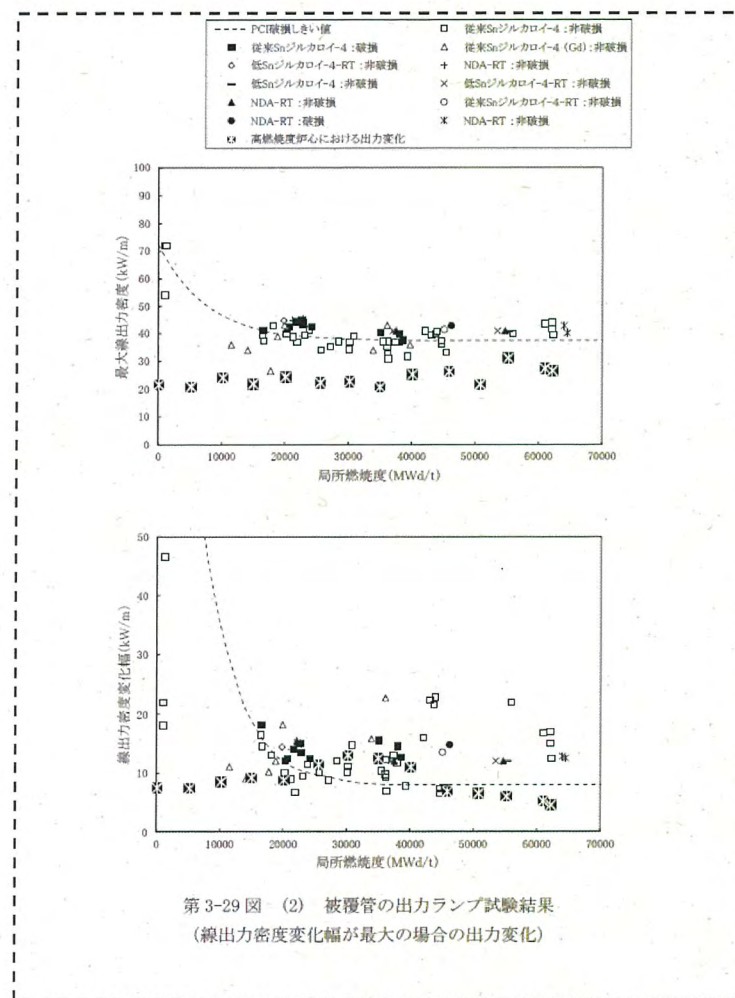 PCI破損しきい値
従来Snジルカロイ-4:非破損
従来Snジルカロイ-4:破損
従来Snジルカロイ-4 (Gd):非破損
低Snジルカロイ-4-RT:非破損
NDA-RT:非破損
低Snジルカロイ-4:非破損
低Snジルカロイ-4-RT:非破損
NDA-RT:非破損
従来Snジルカロイ-4-RT:非破損
NDA-RT:破損
NDA-RT:非破損
高燃焼度炉心における出力変化
最大線出力密度(kW/m)
100
90
80
70
60
50
40
30
20
10
0
0 10000 20000 30000 40000 50000 60000 70000
局所燃焼度(MWd/t)
線出力密度変化幅(kW/m)
50
40
30
20
10
0
0 10000 20000 30000 40000 50000 60000 70000
局所燃焼度(MWd/t)
第3-29図 (2) 被覆管の出力ランプ試験結果
(線出力密度変化幅が最大の場合の出力変化)